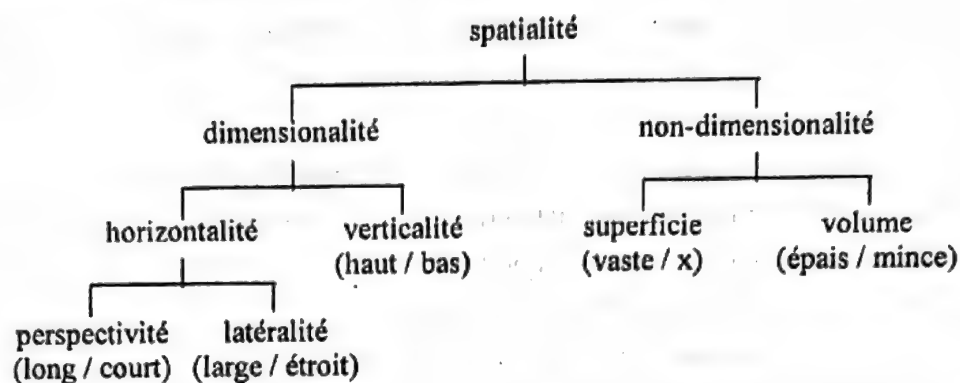 spatialité
dimensionalité
non-dimensionalité
horizontalité
verticalité
(haut / bas)
superficie
(vaste / x)
volume
(épais / mince)
perspectivité
(long / court)
latéralité
(large / étroit)